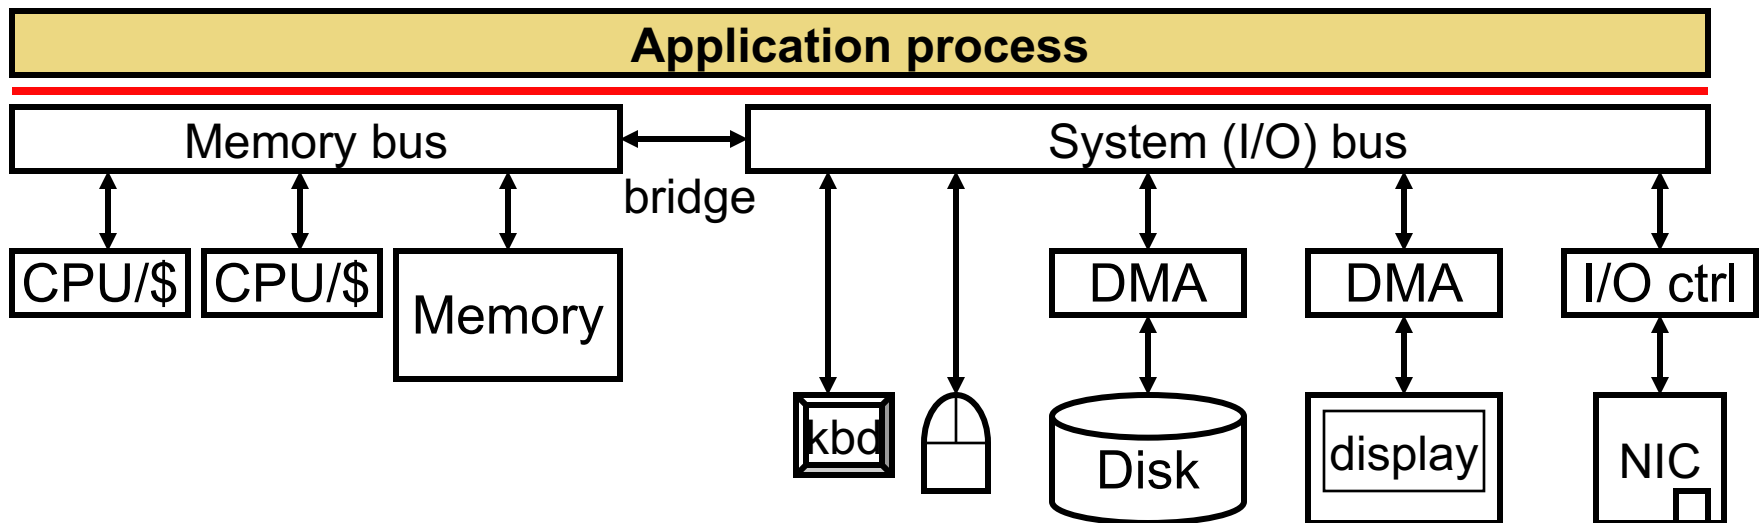 Application process
Memory bus
System (I/O) bus
bridge
CPU/$
CPU/$
Memory
DMA
DMA
I/O ctrl
kbd
Disk
display
NIC